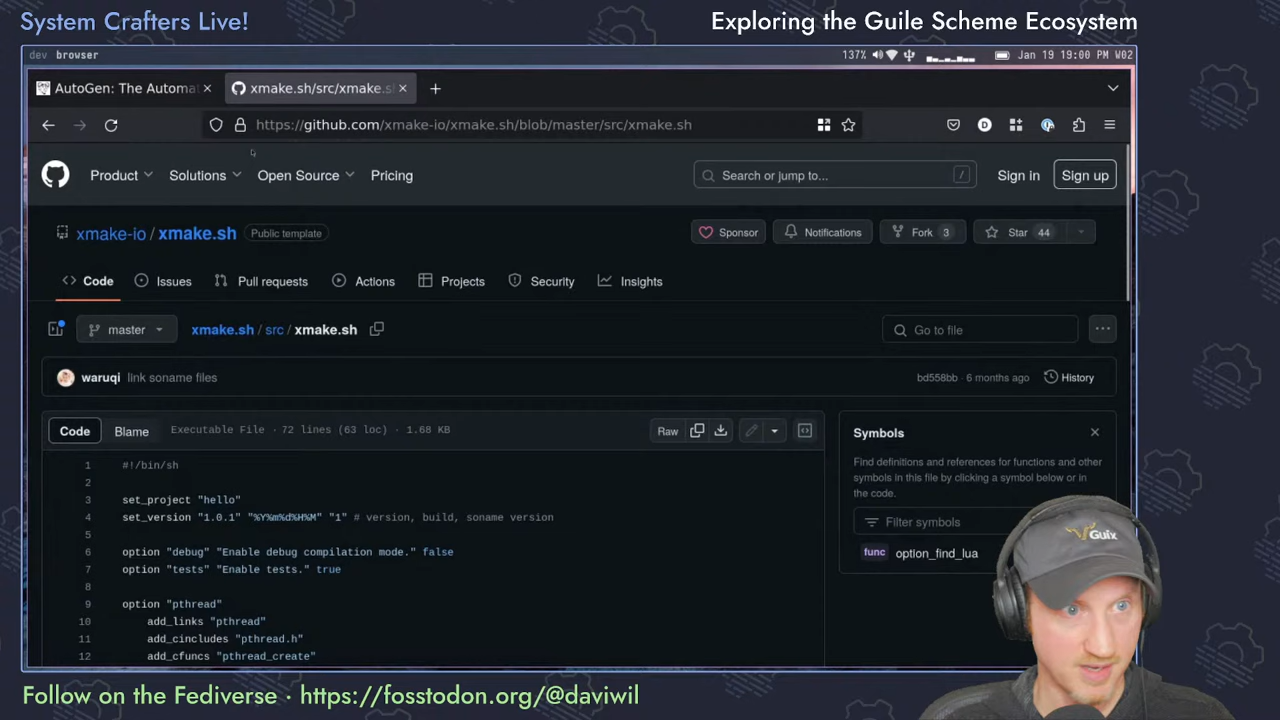 System Crafters Live!
Exploring the Guile Scheme Ecosystem
dev browser
137%
Jan 19 19:00 PM W02
AutoGen: The Automat
xmake.sh/src/xmake.s
https://github.com/xmake-io/xmake.sh/blob/master/src/xmake.sh
D
Product
Solutions
Open Source
Pricing
Search or jump to...
/
Sign in
Sign up
xmake-io / xmake.sh
Public template
Sponsor
Notifications
Fork 3
Star 44
Code
Issues
Pull requests
Actions
Projects
Security
Insights
master
xmake.sh / src / xmake.sh
Go to file
waruqi link soname files
bd558bb · 6 months ago
History
Code
Blame
Executable File · 72 lines (63 loc) · 1.68 KB
Raw
Symbols
Find definitions and references for functions and other
symbols in this file by clicking a symbol below or in
the code.
Filter symbols
func option_find_lua
1 #!/bin/sh
2
3 set_project "hello"
4 set_version "1.0.1" "%Y%m%d%H%M" "1" # version, build, soname version
5
6 option "debug" "Enable debug compilation mode." false
7 option "tests" "Enable tests." true
8
9 option "pthread"
10 add_links "pthread"
11 add_cincludes "pthread.h"
12 add_cfuncs "pthread_create"
Guix
Follow on the Fediverse · https://fosstodon.org/@daviwil